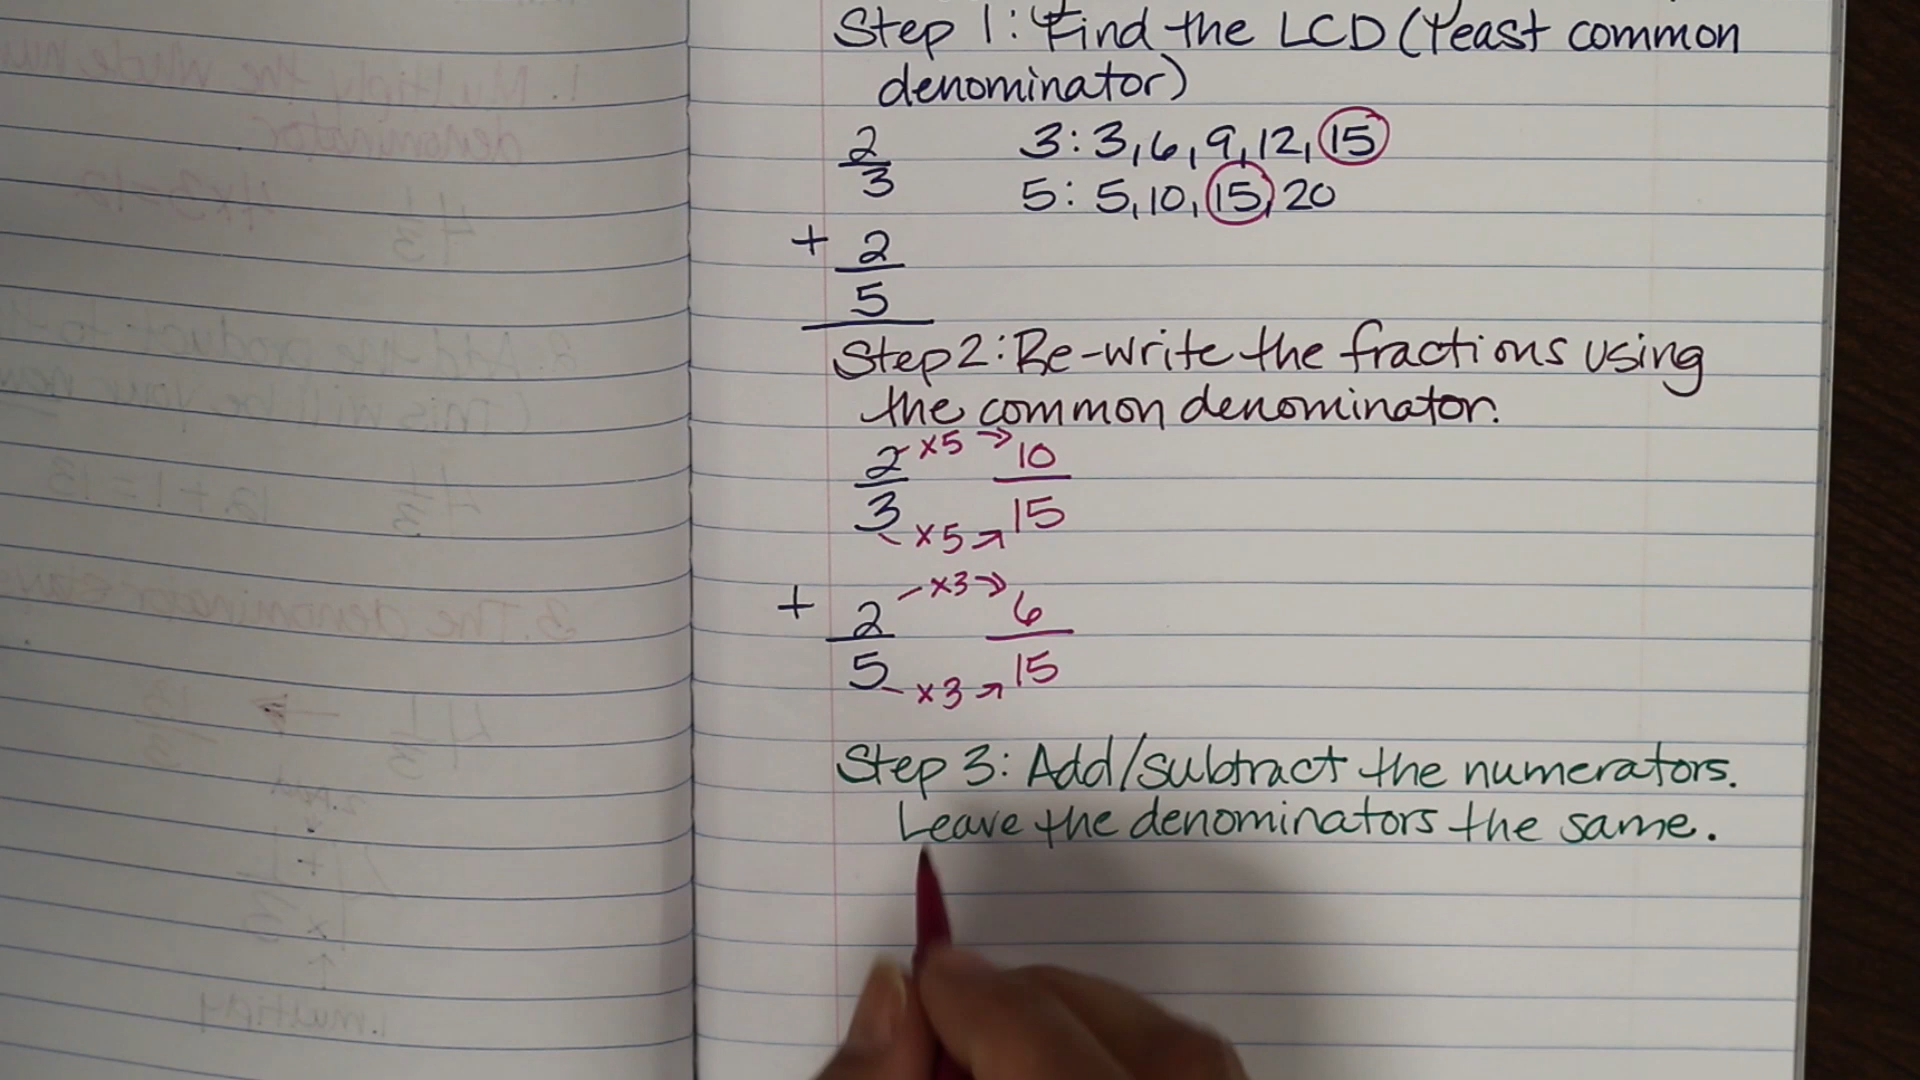 Step 1: Find the LCD (least common
denominator)
2/3 3: 3, 6, 9, 12, 15
5: 5, 10, 15, 20
+ 2/5
Step 2: Re-write the fractions using
the common denominator.
2 ×5 → 10
3 ×5 → 15
+ 2 ×3 → 6
5 ×3 → 15
Step 3: Add/subtract the numerators.
Leave the denominators the same.